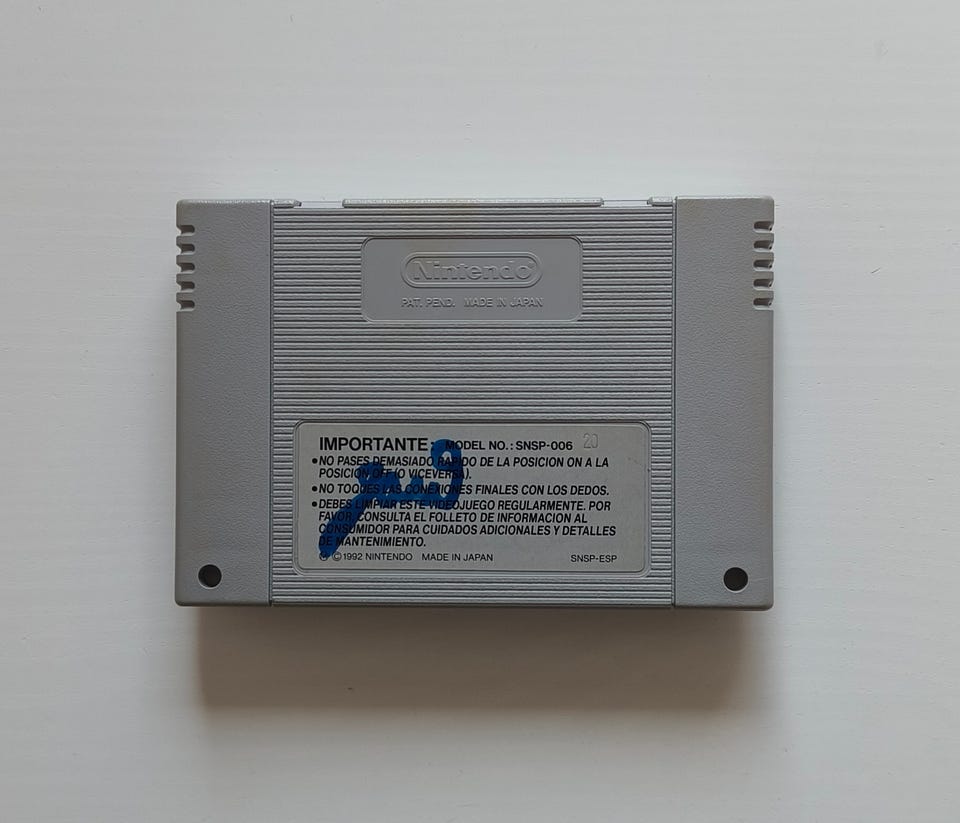 Nintendo
PAT. PEND. MADE IN JAPAN
IMPORTANTE: MODEL NO.: SNSP-006 20
•NO PASES DEMASIADO RAPIDO DE LA POSICION ON A LA
POSICION OFF (O VICEVERSA).
•NO TOQUES LAS CONEXIONES FINALES CON LOS DEDOS.
•DEBES LIMPIAR ESTE VIDEOJUEGO REGULARMENTE. POR
FAVOR, CONSULTA EL FOLLETO DE INFORMACION AL
CONSUMIDOR PARA CUIDADOS ADICIONALES Y DETALLES
DE MANTENIMIENTO.
©1992 NINTENDO MADE IN JAPAN SNSP-ESP